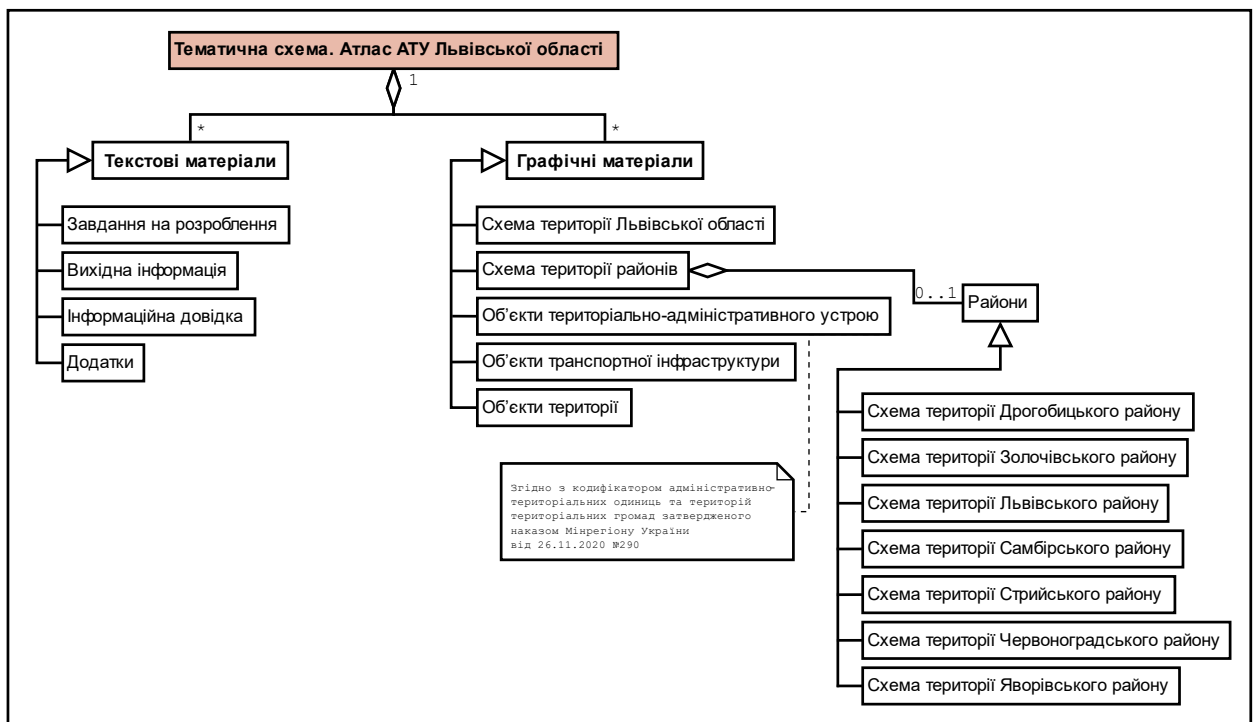 Тематична схема. Атлас АТУ Львівської області
1
*
*
Текстові матеріали
Графічні матеріали
Завдання на розроблення
Вихідна інформація
Інформаційна довідка
Додатки
Схема території Львівської області
Схема території районів
Об’єкти територіально-адміністративного устрою
Об’єкти транспортної інфраструктури
Об’єкти території
0..1
Райони
Згідно з кодифікатором адміністративно-
територіальних одиниць та територій
територіальних громад затвердженого
наказом Мінрегіону України
від 26.11.2020 №290
Схема території Дрогобицького району
Схема території Золочівського району
Схема території Львівського району
Схема території Самбірського району
Схема території Стрийського району
Схема території Червоноградського району
Схема території Яворівського району